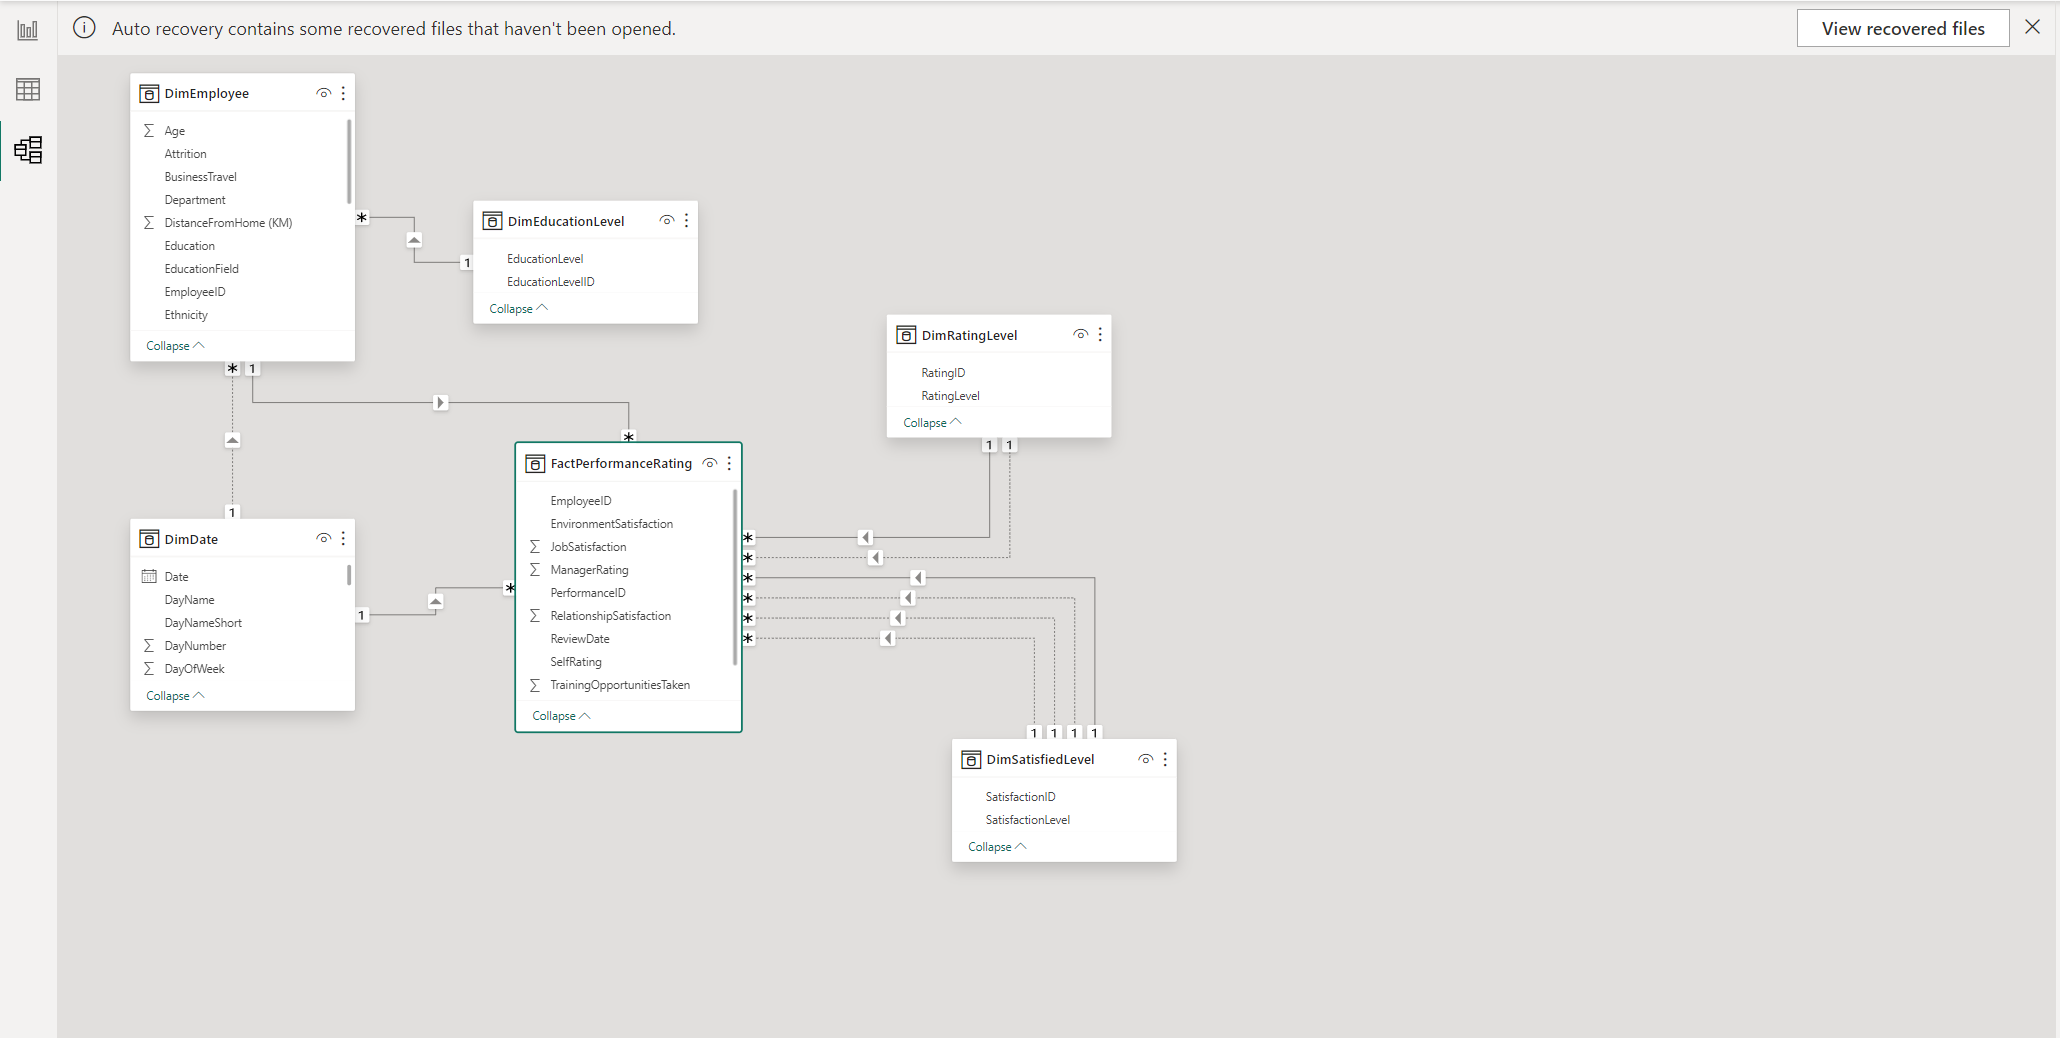 Auto recovery contains some recovered files that haven't been opened.
View recovered files
DimEmployee
Age
Attrition
BusinessTravel
Department
DistanceFromHome (KM)
Education
EducationField
EmployeeID
Ethnicity
Collapse
* 1
*
1
DimEducationLevel
EducationLevel
EducationLevelID
Collapse
DimRatingLevel
RatingID
RatingLevel
Collapse
1 1
*
FactPerformanceRating
EmployeeID
EnvironmentSatisfaction
JobSatisfaction
ManagerRating
PerformanceID
RelationshipSatisfaction
ReviewDate
SelfRating
TrainingOpportunitiesTaken
Collapse
*
*
*
*
*
*
1
DimDate
Date
DayName
DayNameShort
DayNumber
DayOfWeek
Collapse
1
*
1 1 1 1
DimSatisfiedLevel
SatisfactionID
SatisfactionLevel
Collapse